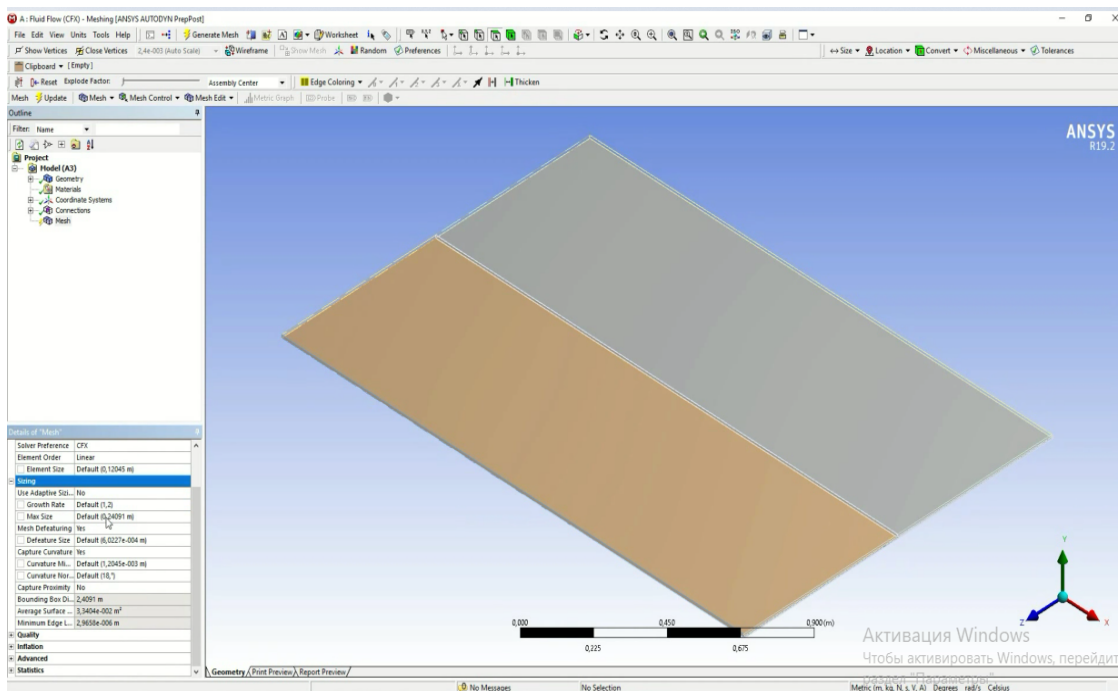 A : Fluid Flow (CFX) - Meshing [ANSYS AUTODYN PrepPost]
File Edit View Units Tools Help Generate Mesh Worksheet
Show Vertices Close Vertices 2,4e-003 (Auto Scale) Wireframe Show Mesh Random Preferences Size Location Convert Miscellaneous Tolerances
Clipboard [Empty]
Reset Explode Factor: Assembly Center Edge Coloring Thicken
Mesh Update Mesh Mesh Control Mesh Edit Metric Graph Probe
Outline
Filter: Name
Project
Model (A3)
Geometry
Materials
Coordinate Systems
Connections
Mesh
ANSYS
R19.2
Details of "Mesh"
Solver Preference CFX
Element Order Linear
Element Size Default (0,12045 m)
Sizing
Use Adaptive Sizi... No
Growth Rate Default (1,2)
Max Size Default (0,24091 m)
Mesh Defeaturing Yes
Defeature Size Default (6,0227e-004 m)
Capture Curvature Yes
Curvature Mi... Default (1,2045e-003 m)
Curvature Nor... Default (18,°)
Capture Proximity No
Bounding Box Di... 2,4091 m
Average Surface ... 3,3404e-002 m²
Minimum Edge L... 2,9658e-006 m
Quality
Inflation
Advanced
Statistics
0,000 0,450 0,900 (m)
0,225 0,675
Y
Z X
Активация Windows
Чтобы активировать Windows, перейдит
раздел "Параметры".
Geometry Print Preview Report Preview
No Messages No Selection Metric (m, kg, N, s, V, A) Degrees rad/s Celsius